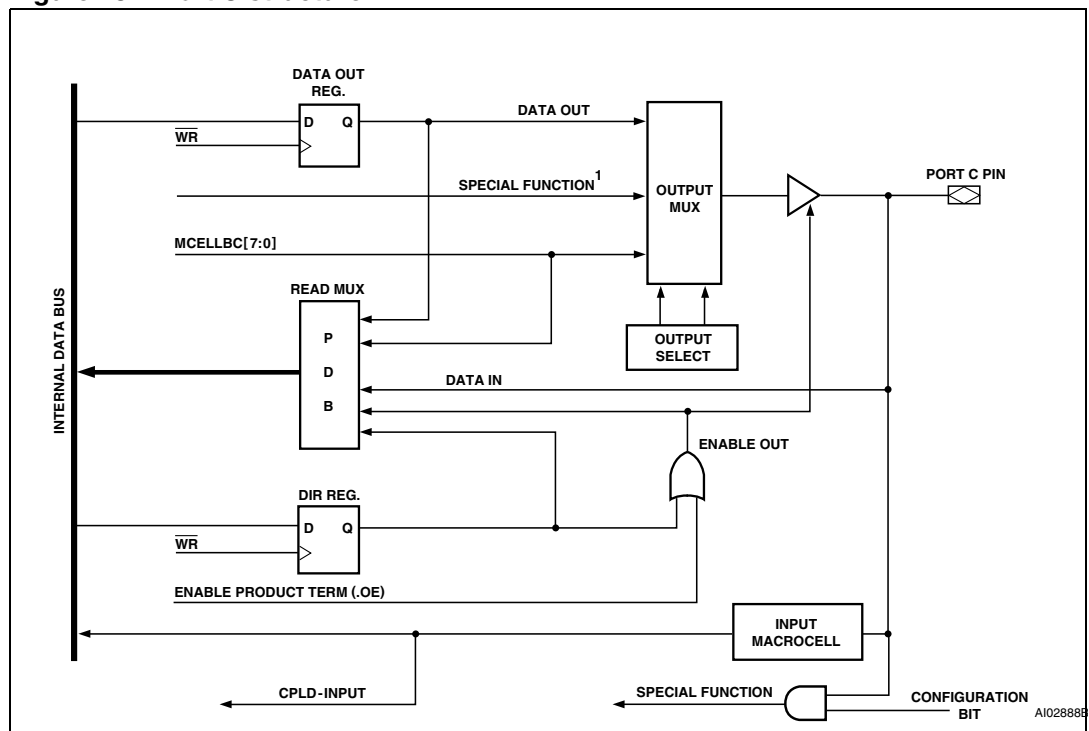 DATA OUT
REG.
D Q
WR
DATA OUT
SPECIAL FUNCTION1
MCELLBC[7:0]
OUTPUT
MUX
PORT C PIN
READ MUX
P
D
B
OUTPUT
SELECT
INTERNAL DATA BUS
DATA IN
ENABLE OUT
DIR REG.
D Q
WR
ENABLE PRODUCT TERM (.OE)
INPUT
MACROCELL
CPLD-INPUT
SPECIAL FUNCTION
CONFIGURATION
BIT
AI02888B